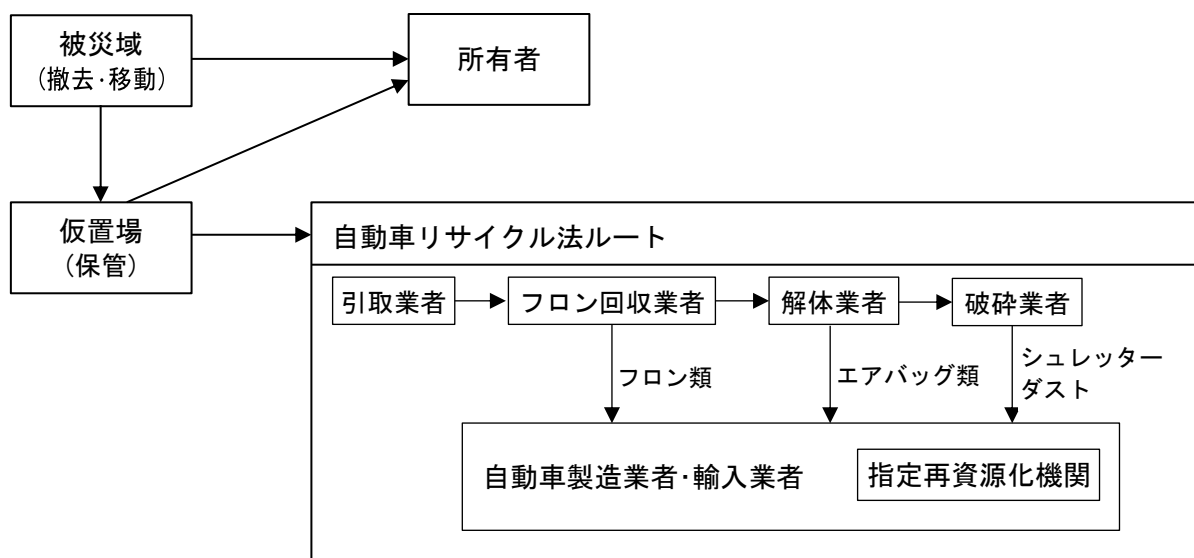 被災域
(撤去･移動)
所有者
仮置場
(保管)
自動車リサイクル法ルート
引取業者
フロン回収業者
解体業者
破砕業者
フロン類
エアバッグ類
シュレッター
ダスト
自動車製造業者･輸入業者
指定再資源化機関